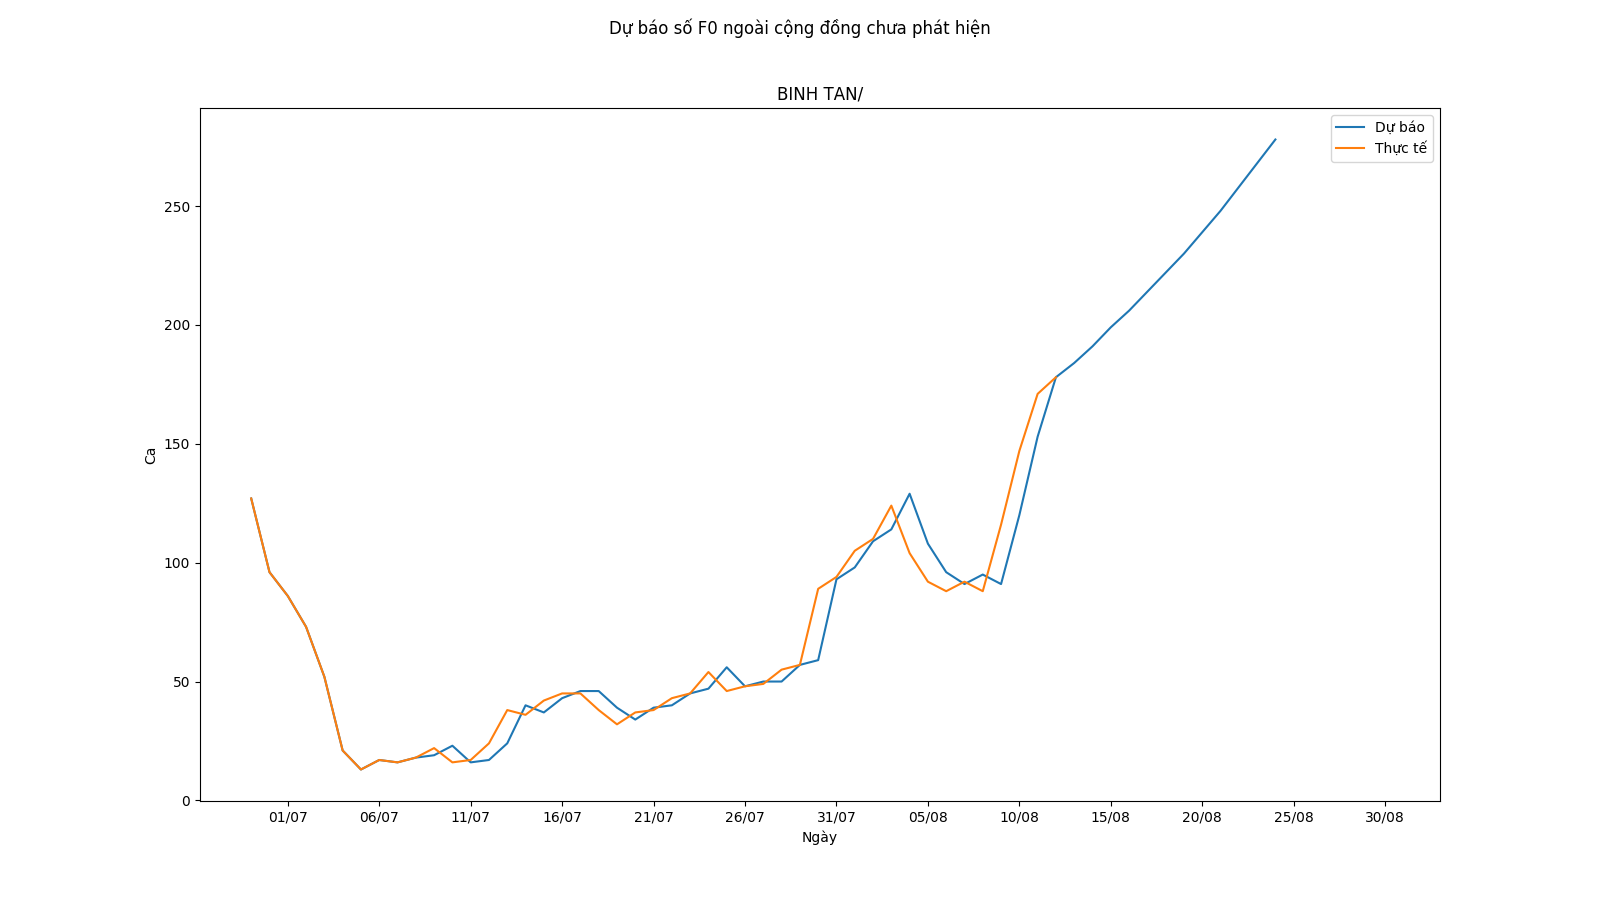 Dự báo số F0 ngoài cộng đồng chưa phát hiện
BINH TAN/
Dự báo
Thực tế
250
200
150
100
50
0
Ca
01/07 06/07 11/07 16/07 21/07 26/07 31/07 05/08 10/08 15/08 20/08 25/08 30/08
Ngày